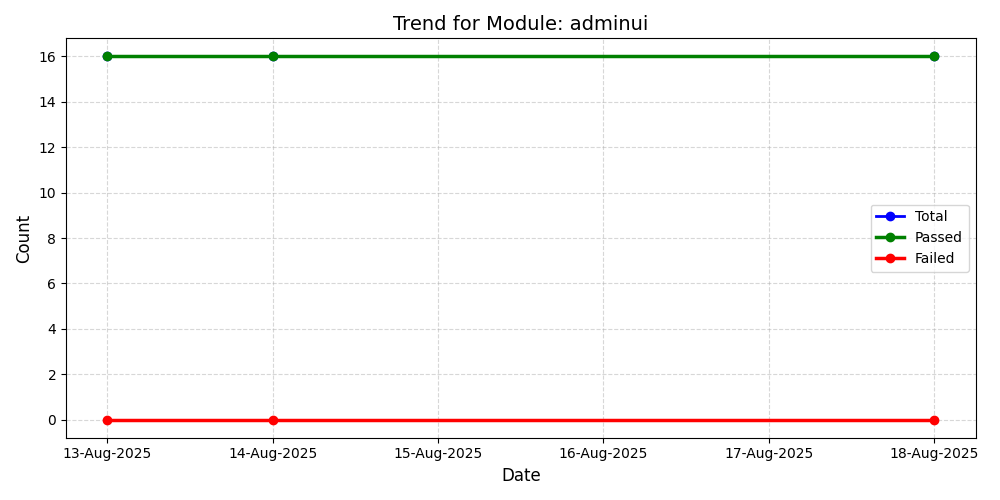 Trend for Module: adminui
Count
16
14
12
10
8
6
4
2
0
Total
Passed
Failed
13-Aug-2025 14-Aug-2025 15-Aug-2025 16-Aug-2025 17-Aug-2025 18-Aug-2025
Date